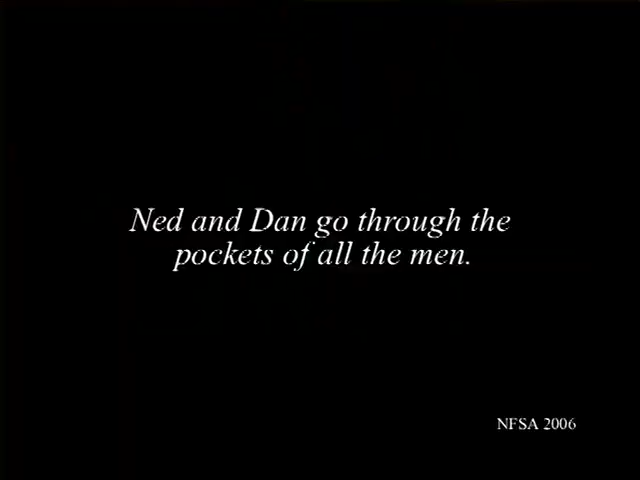 Ned and Dan go through the
pockets of all the men.
NFSA 2006